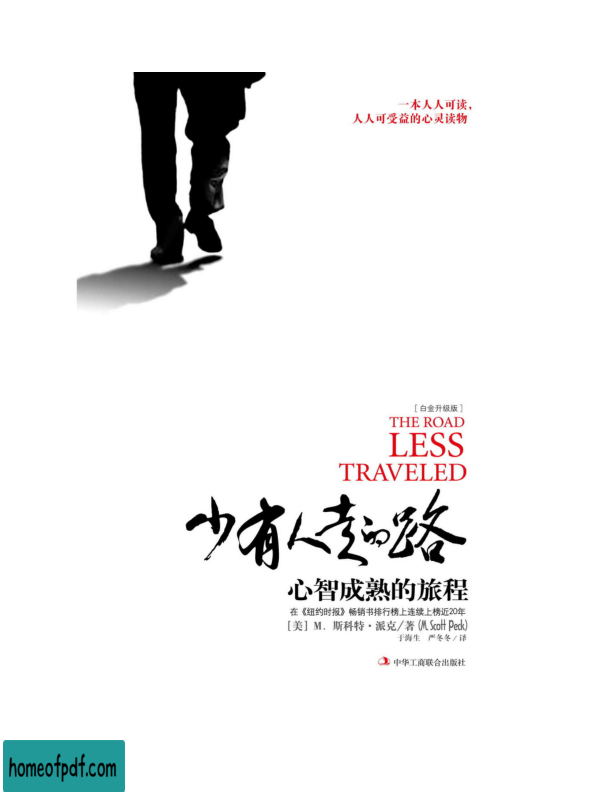 一本人人可读，
人人可受益的心灵读物
［白金升级版］
THE ROAD
LESS
TRAVELED
少有人走的路
心智成熟的旅程
在《纽约时报》畅销书排行榜上连续上榜近20年
［美］M．斯科特·派克／著(M. Scott Peck)
于海生 严冬冬／译
中华工商联合出版社
homeofpdf.com